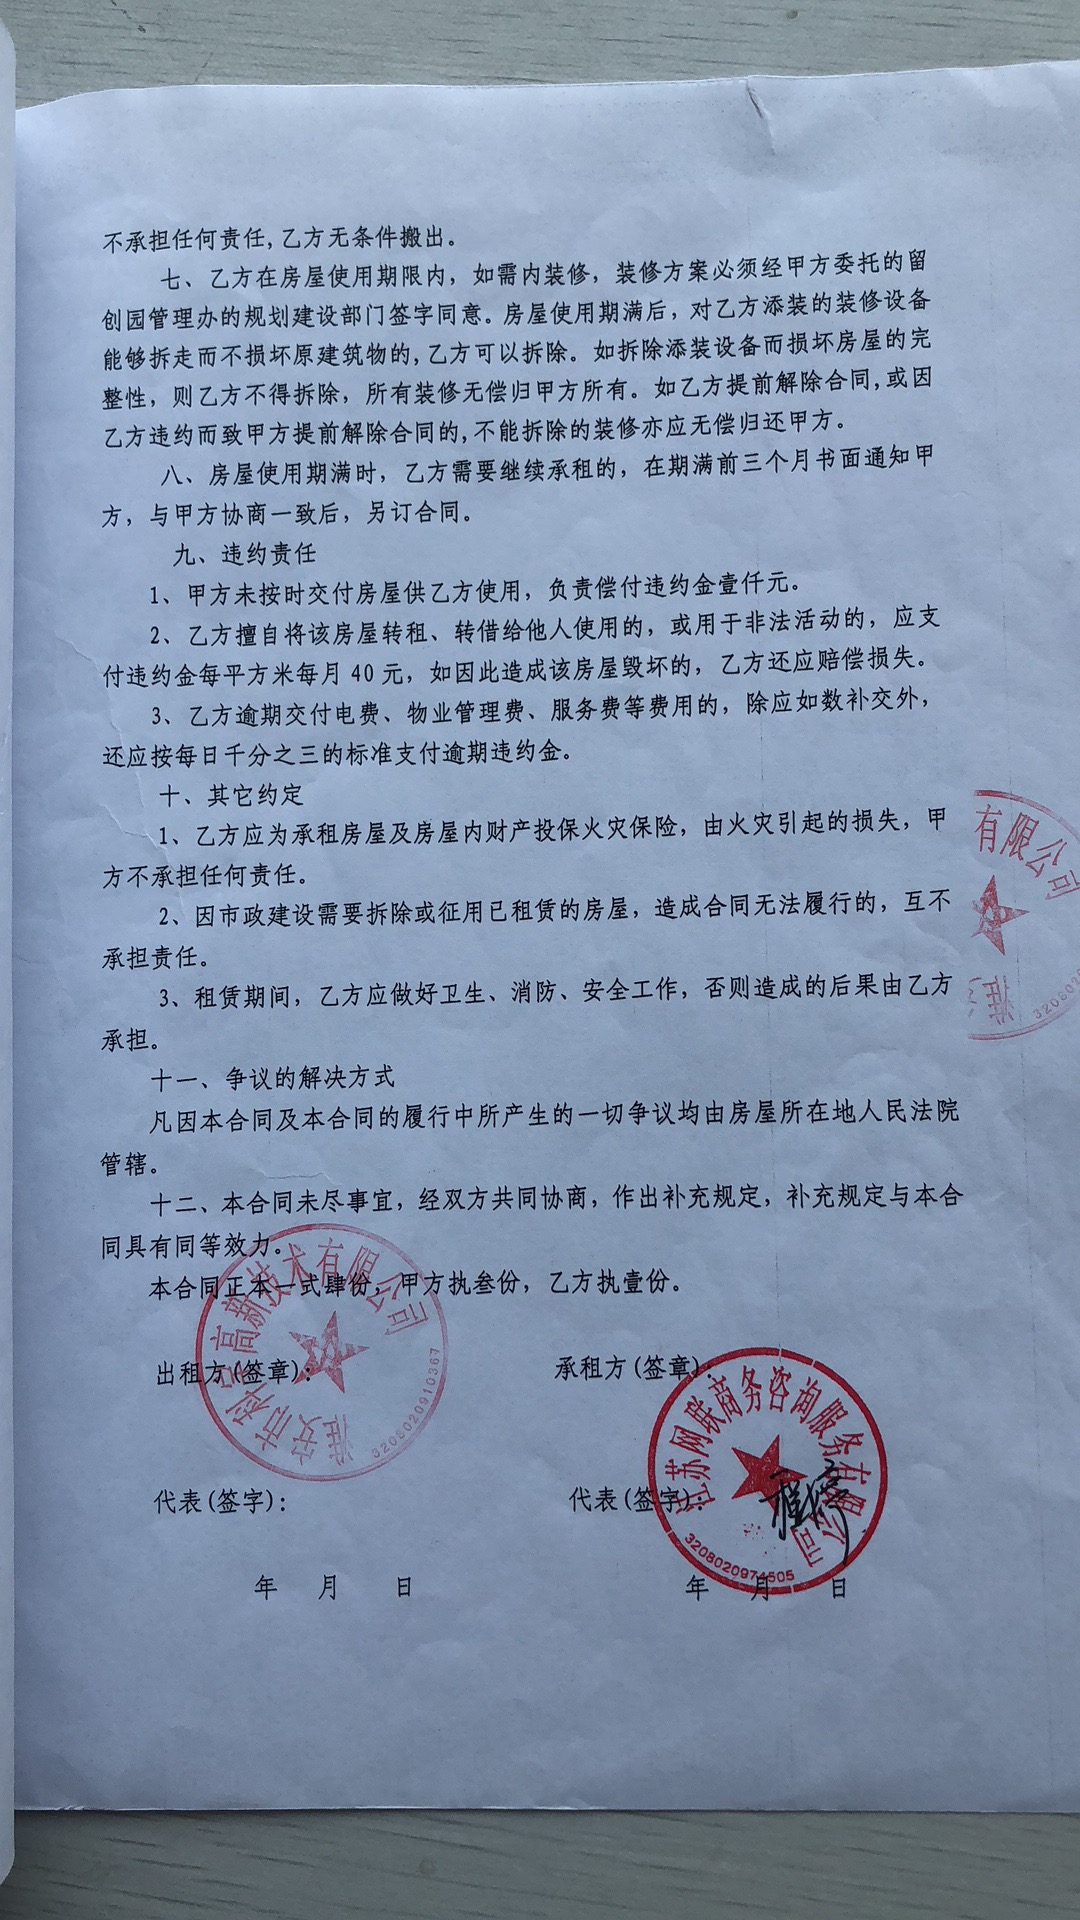 不承担任何责任,乙方无条件搬出。
七、乙方在房屋使用期限内，如需内装修，装修方案必须经甲方委托的留
创园管理办的规划建设部门签字同意。房屋使用期满后，对乙方添装的装修设备
能够拆走而不损坏原建筑物的,乙方可以拆除。如拆除添装设备而损坏房屋的完
整性，则乙方不得拆除，所有装修无偿归甲方所有。如乙方提前解除合同,或因
乙方违约而致甲方提前解除合同的,不能拆除的装修亦应无偿归还甲方。
八、房屋使用期满时，乙方需要继续承租的，在期满前三个月书面通知甲
方，与甲方协商一致后，另订合同。
九、违约责任
1、甲方未按时交付房屋供乙方使用，负责偿付违约金壹仟元。
2、乙方擅自将该房屋转租、转借给他人使用的，或用于非法活动的，应支
付违约金每平方米每月40元，如因此造成该房屋毁坏的，乙方还应赔偿损失。
3、乙方逾期交付电费、物业管理费、服务费等费用的，除应如数补交外，
还应按每日千分之三的标准支付逾期违约金。
十、其它约定
1、乙方应为承租房屋及房屋内财产投保火灾保险，由火灾引起的损失，甲
方不承担任何责任。
2、因市政建设需要拆除或征用已租赁的房屋，造成合同无法履行的，互不
承担责任。
3、租赁期间，乙方应做好卫生、消防、安全工作，否则造成的后果由乙方
承担。
十一、争议的解决方式
凡因本合同及本合同的履行中所产生的一切争议均由房屋所在地人民法院
管辖。
十二、本合同未尽事宜，经双方共同协商，作出补充规定，补充规定与本合
同具有同等效力。
本合同正本一式肆份，甲方执叁份，乙方执壹份。
出租方(签章):
承租方(签章):
代表(签字):
代表(签字):
年 月 日
年 月 日
淮安市科安高新技术有限公司
3208020910367
江苏网联商务咨询服务有限公司
3208020974505
有限公司
淮
32080